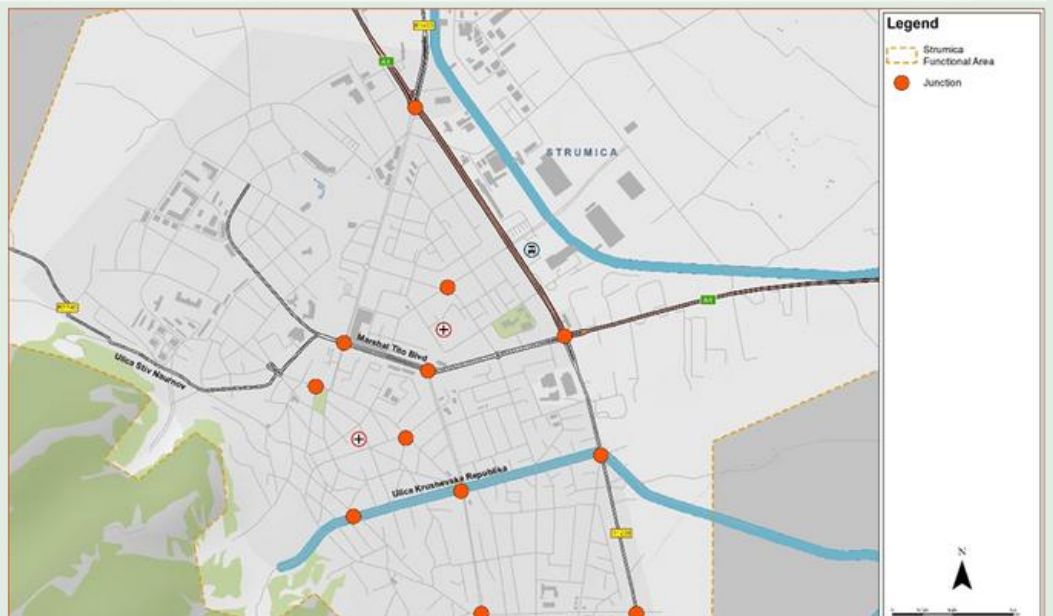 Legend
Strumica
Functional Area
Junction
A4
STRUMICA
A4
Marshal Tito Blvd
Ulica Stiv Naumov
Ulica Krushevska Republika
N